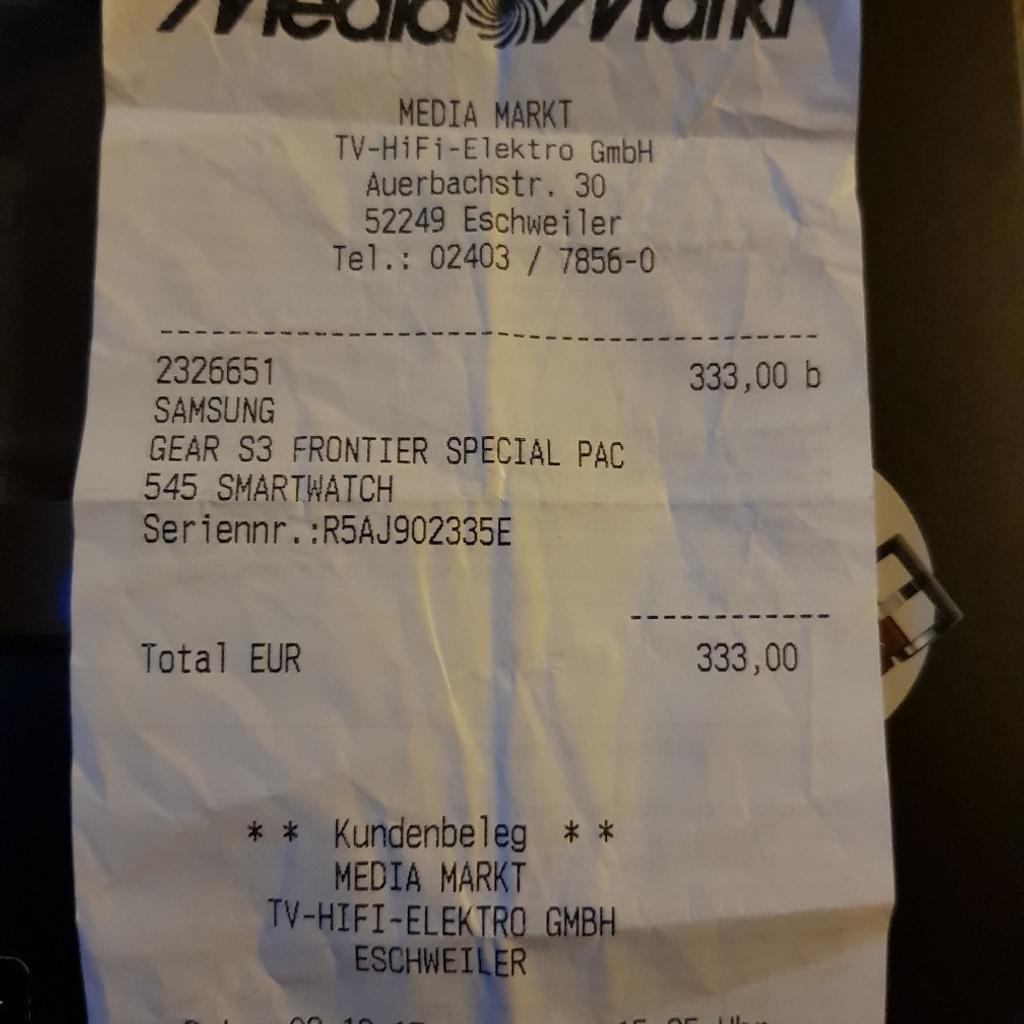 Media Markt
MEDIA MARKT
TV-HiFi-Elektro GmbH
Auerbachstr. 30
52249 Eschweiler
Tel.: 02403 / 7856-0
2326651 333,00 b
SAMSUNG
GEAR S3 FRONTIER SPECIAL PAC
545 SMARTWATCH
Seriennr.:R5AJ902335E
Total EUR 333,00
* * Kundenbeleg * *
MEDIA MARKT
TV-HIFI-ELEKTRO GMBH
ESCHWEILER